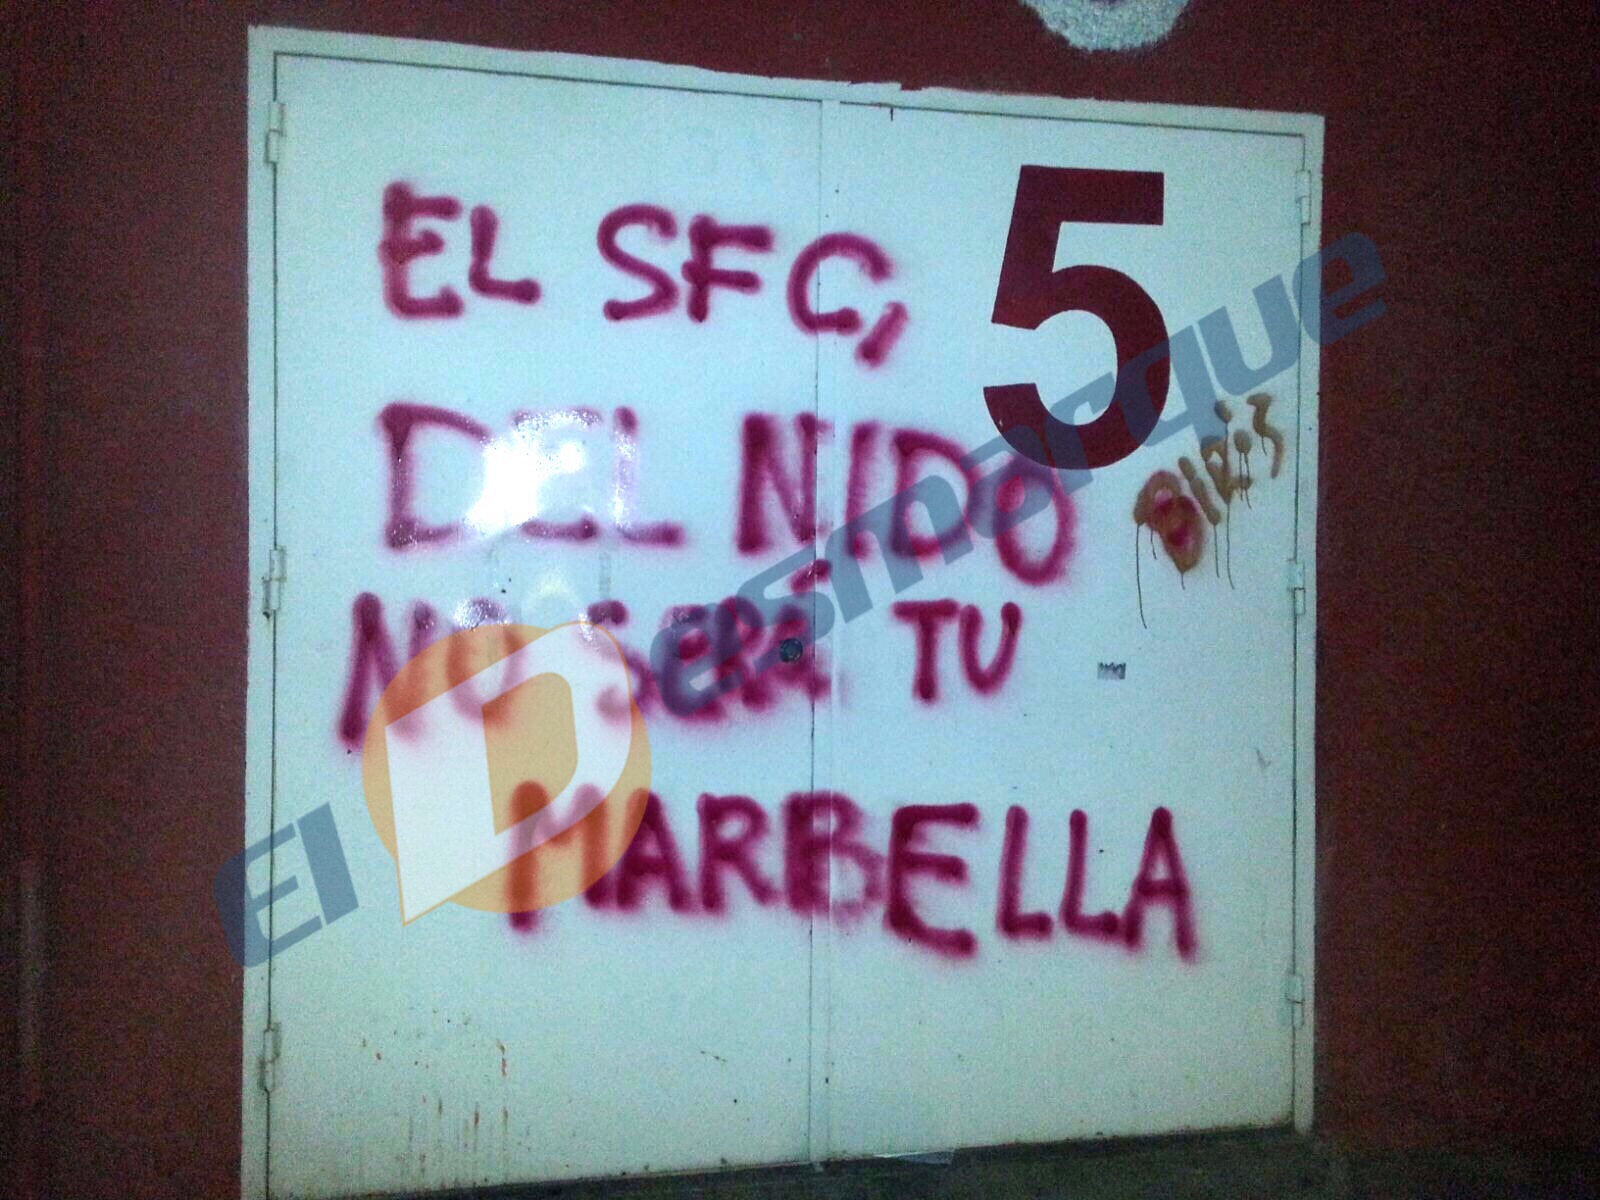 EL SFC,
5
DEL NIDO
NO SERÁ TU
MARBELLA
El Desmarque